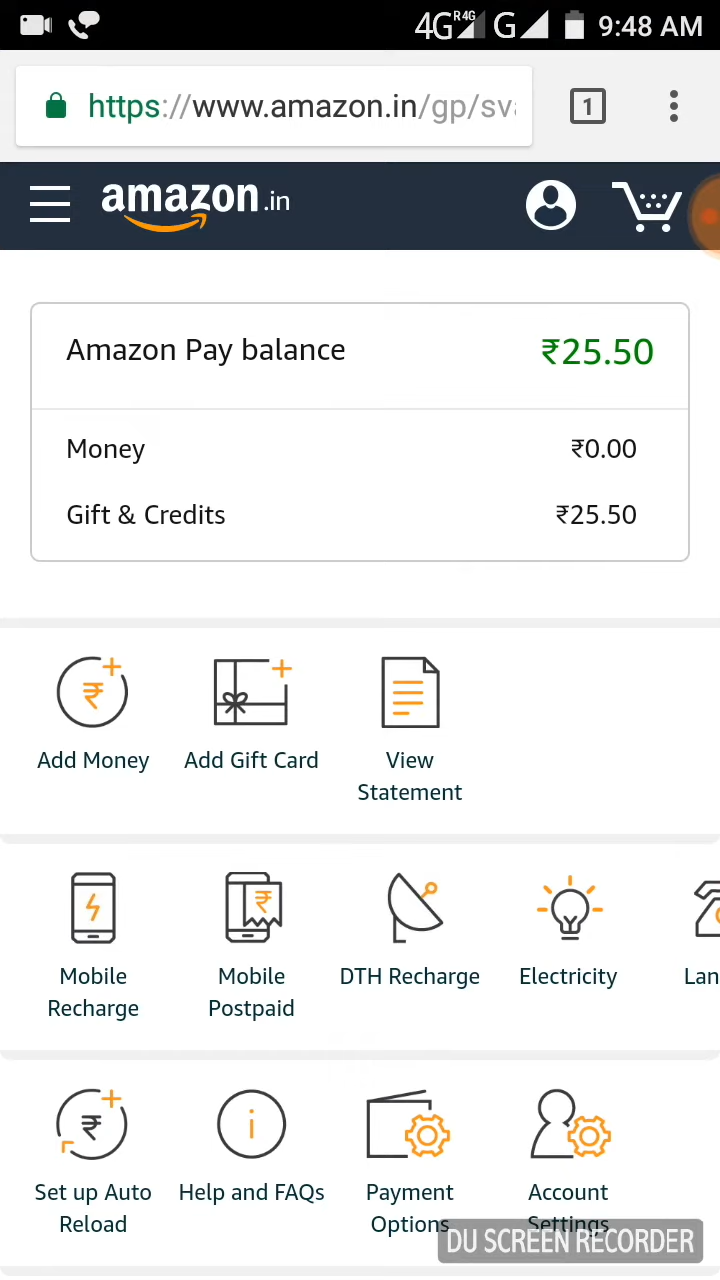 4G R4G G 9:48 AM
https://www.amazon.in/gp/sv
1
amazon.in
Amazon Pay balance ₹25.50
Money ₹0.00
Gift & Credits ₹25.50
Add Money Add Gift Card View
Statement
Mobile Mobile DTH Recharge Electricity Lan
Recharge Postpaid
Set up Auto Help and FAQs Payment Account
Reload Options Settings
DU SCREEN RECORDER